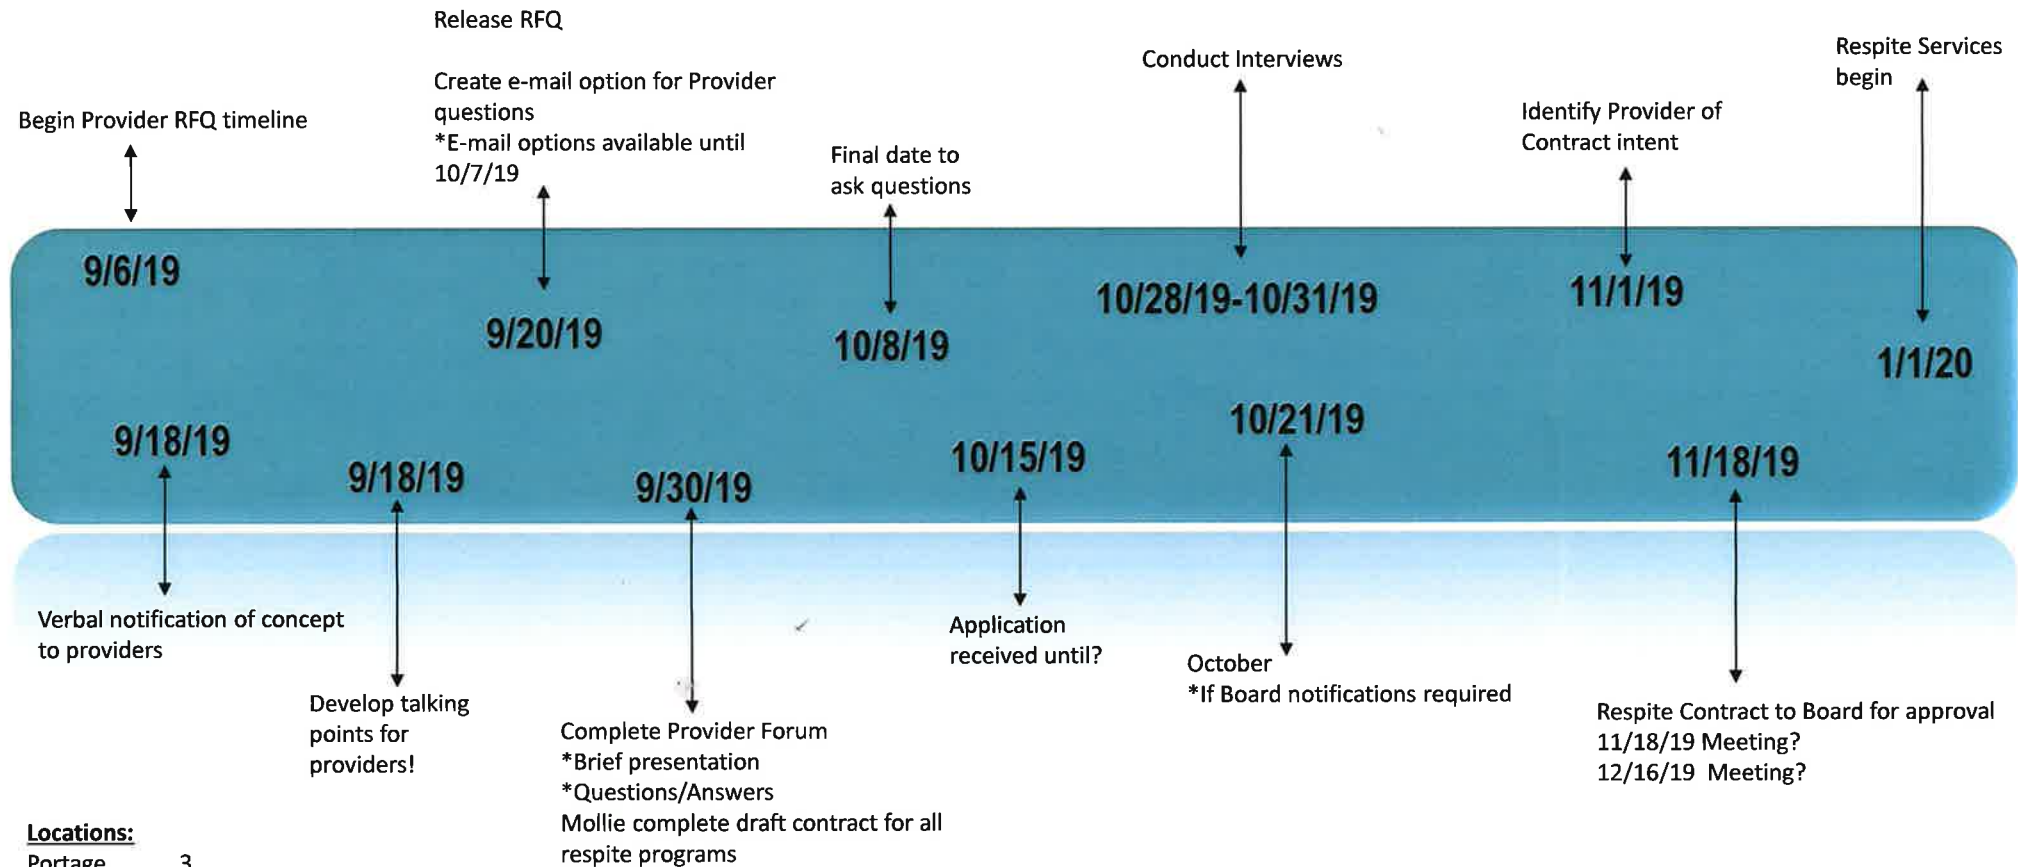 Release RFQ
Create e-mail option for Provider
questions
*E-mail options available until
10/7/19
Begin Provider RFQ timeline
Final date to
ask questions
Conduct Interviews
Identify Provider of
Contract intent
Respite Services
begin
9/6/19
9/20/19
10/8/19
10/28/19-10/31/19
11/1/19
1/1/20
9/18/19
9/18/19
9/30/19
10/15/19
10/21/19
11/18/19
Verbal notification of concept
to providers
Develop talking
points for
providers!
Complete Provider Forum
*Brief presentation
*Questions/Answers
Mollie complete draft contract for all
respite programs
Application
received until?
October
*If Board notifications required
Respite Contract to Board for approval
11/18/19 Meeting?
12/16/19 Meeting?
Locations:
Portage 3